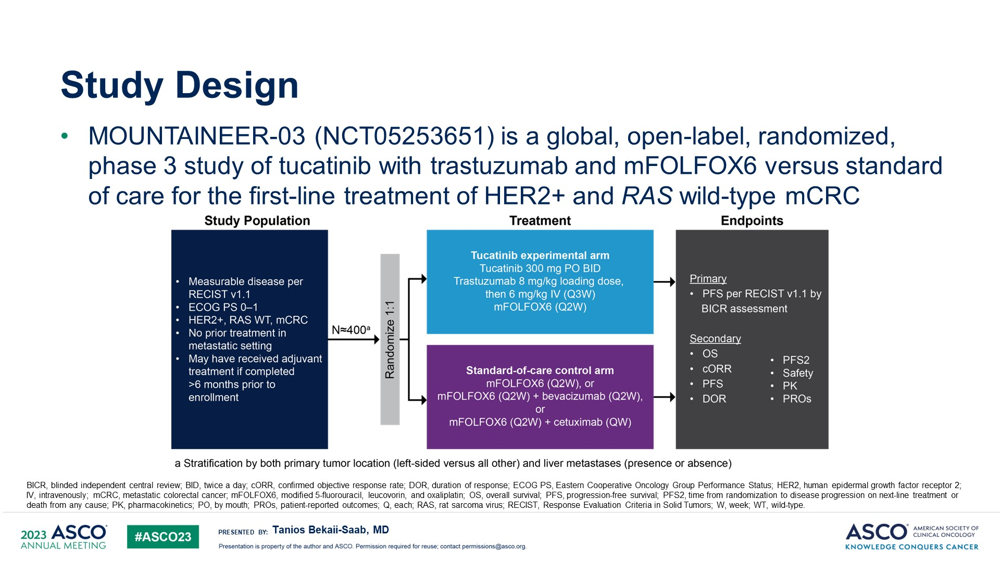 Study Design
• MOUNTAINEER-03 (NCT05253651) is a global, open-label, randomized,
phase 3 study of tucatinib with trastuzumab and mFOLFOX6 versus standard
of care for the first-line treatment of HER2+ and RAS wild-type mCRC
Study Population
• Measurable disease per
RECIST v1.1
• ECOG PS 0–1
• HER2+, RAS WT, mCRC
• No prior treatment in
metastatic setting
• May have received adjuvant
treatment if completed
>6 months prior to
enrollment
N≈400ª
Randomize 1:1
Treatment
Tucatinib experimental arm
Tucatinib 300 mg PO BID
Trastuzumab 8 mg/kg loading dose,
then 6 mg/kg IV (Q3W)
mFOLFOX6 (Q2W)
Standard-of-care control arm
mFOLFOX6 (Q2W), or
mFOLFOX6 (Q2W) + bevacizumab (Q2W),
or
mFOLFOX6 (Q2W) + cetuximab (QW)
Endpoints
Primary
• PFS per RECIST v1.1 by
BICR assessment
Secondary
• OS
• cORR
• PFS
• DOR
• PFS2
• Safety
• PK
• PROs
a Stratification by both primary tumor location (left-sided versus all other) and liver metastases (presence or absence)
BICR, blinded independent central review; BID, twice a day; cORR, confirmed objective response rate; DOR, duration of response; ECOG PS, Eastern Cooperative Oncology Group Performance Status; HER2, human epidermal growth factor receptor 2;
IV, intravenously; mCRC, metastatic colorectal cancer; mFOLFOX6, modified 5-fluorouracil, leucovorin, and oxaliplatin; OS, overall survival; PFS, progression-free survival; PFS2, time from randomization to disease progression on next-line treatment or
death from any cause; PK, pharmacokinetics; PO, by mouth; PROs, patient-reported outcomes; Q, each; RAS, rat sarcoma virus; RECIST, Response Evaluation Criteria in Solid Tumors; W, week; WT, wild-type.
2023 ASCO®
ANNUAL MEETING
#ASCO23
PRESENTED BY: Tanios Bekaii-Saab, MD
Presentation is property of the author and ASCO. Permission required for reuse; contact permissions@asco.org.
ASCO® AMERICAN SOCIETY OF
CLINICAL ONCOLOGY
KNOWLEDGE CONQUERS CANCER